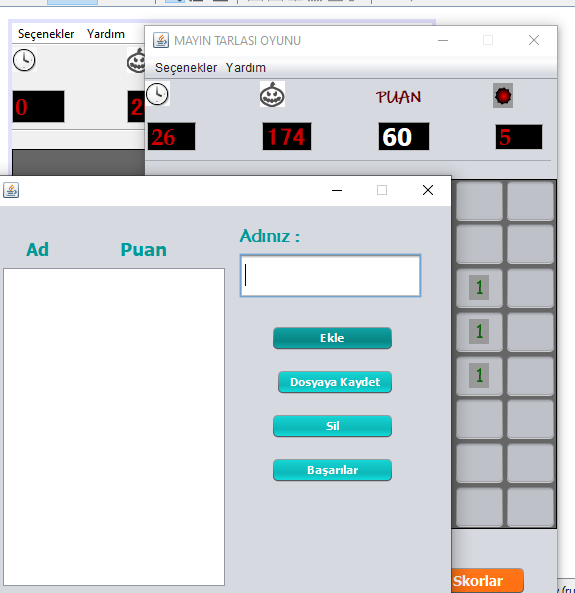 Seçenekler Yardım
MAYIN TARLASI OYUNU
Seçenekler Yardım
PUAN
0
2
26
174
60
5
Adınız :
Ad Puan
1
Ekle
1
Dosyaya Kaydet
1
Sil
Başarılar
Skorlar